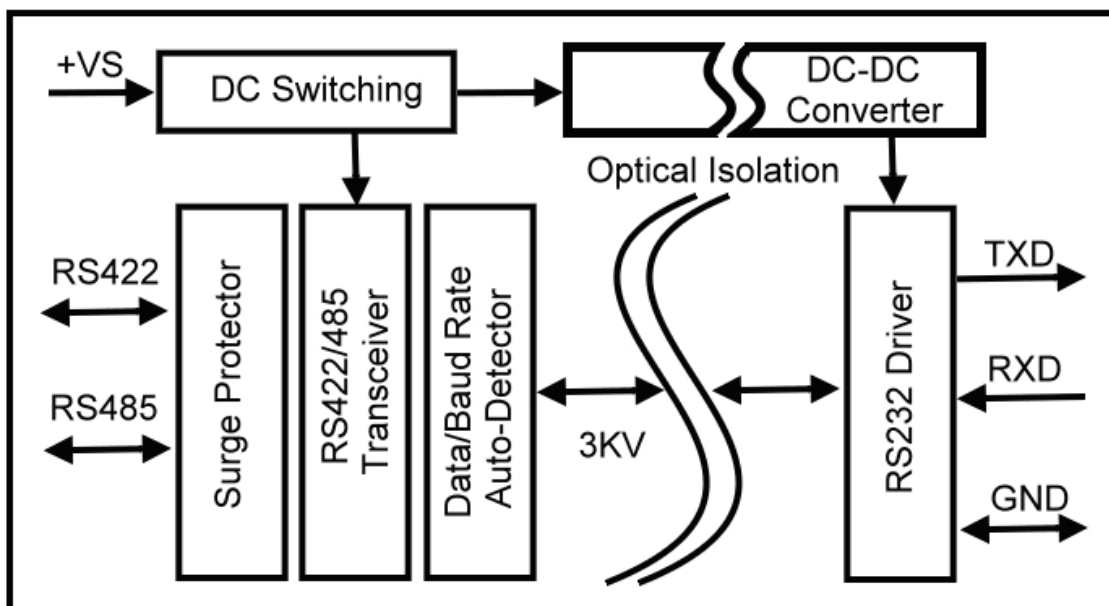 +VS
DC Switching
DC-DC
Converter
Optical Isolation
RS422
RS485
Surge Protector
RS422/485
Transceiver
Data/Baud Rate
Auto-Detector
3KV
RS232 Driver
TXD
RXD
GND